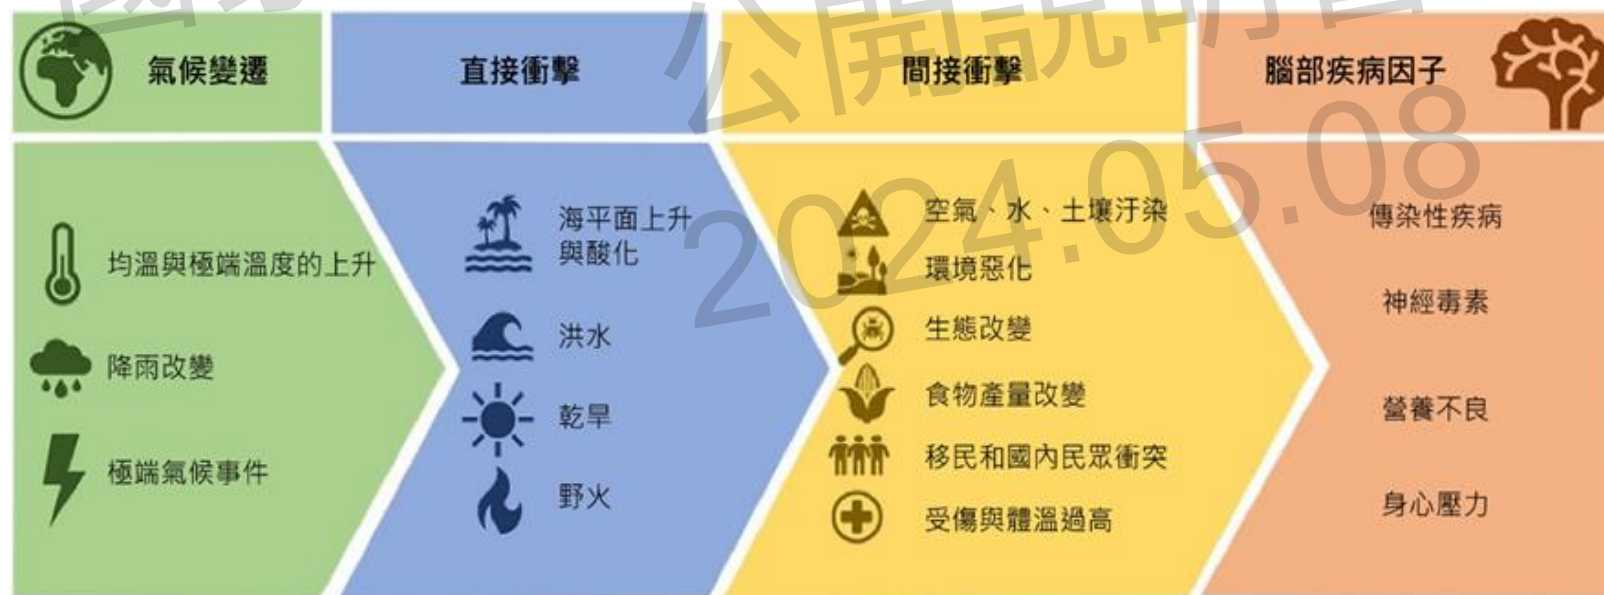 氣候變遷
直接衝擊
間接衝擊
腦部疾病因子
均溫與極端溫度的上升
降雨改變
極端氣候事件
海平面上升
與酸化
洪水
乾旱
野火
空氣、水、土壤汙染
環境惡化
生態改變
食物產量改變
移民和國內民眾衝突
受傷與體溫過高
傳染性疾病
神經毒素
營養不良
身心壓力
公開說明會
2024.05.08